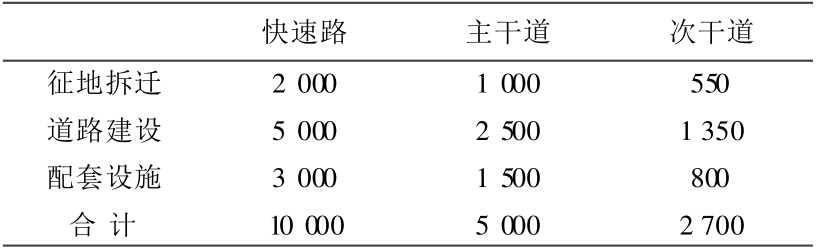 快速路 主干道 次干道
征地拆迁 2 000 1 000 550
道路建设 5 000 2 500 1 350
配套设施 3 000 1 500 800
合 计 10 000 5 000 2 700